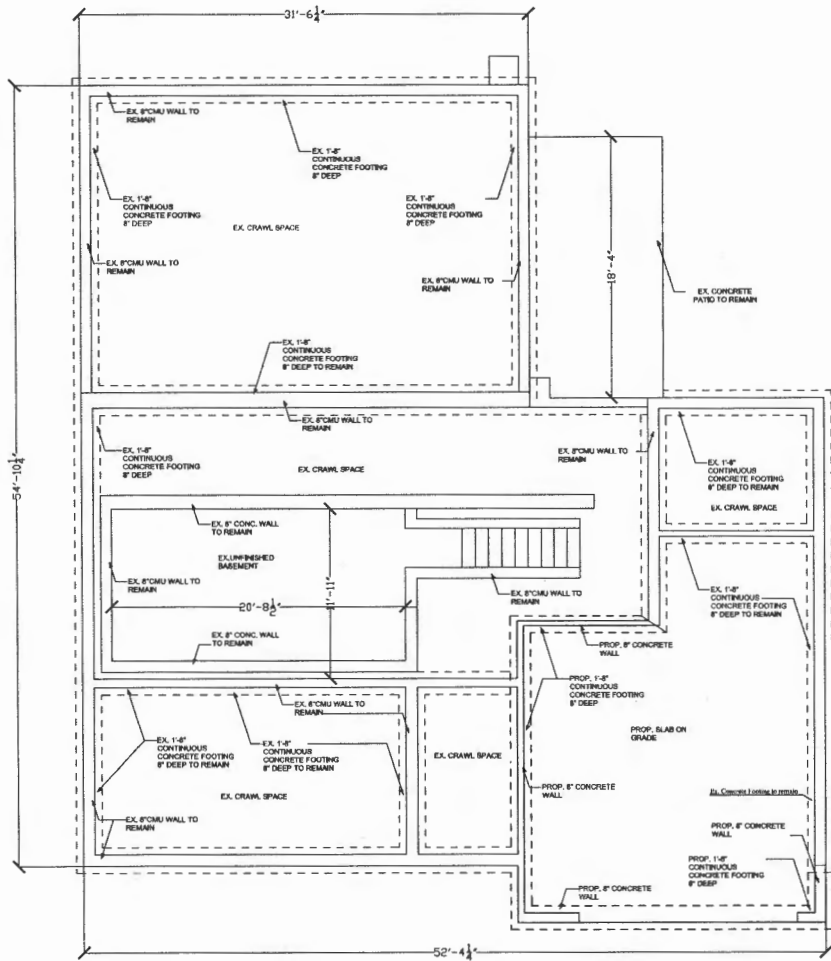 31'-6¼"
EX. 8"CMU WALL TO
REMAIN
EX. 1'-8"
CONTINUOUS
CONCRETE FOOTING
8" DEEP
EX. 1'-8"
CONTINUOUS
CONCRETE FOOTING
8" DEEP
EX. 1'-8"
CONTINUOUS
CONCRETE FOOTING
8" DEEP
EX. CRAWL SPACE
EX. 8"CMU WALL TO
REMAIN
EX. 8"CMU WALL TO
REMAIN
18'-4"
EX. CONCRETE
PATIO TO REMAIN
EX. 1'-8"
CONTINUOUS
CONCRETE FOOTING
8" DEEP TO REMAIN
EX. 8"CMU WALL TO
REMAIN
54'-10¼"
EX. 1'-8"
CONTINUOUS
CONCRETE FOOTING
8" DEEP
EX. CRAWL SPACE
EX. 8"CMU WALL TO
REMAIN
EX. 1'-8"
CONTINUOUS
CONCRETE FOOTING
8" DEEP TO REMAIN
EX. CRAWL SPACE
EX. 8" CONC. WALL
TO REMAIN
EX.UNFINISHED
BASEMENT
EX. 8"CMU WALL TO
REMAIN
11'-11"
20'-8½"
EX. 8"CMU WALL TO
REMAIN
EX. 1'-8"
CONTINUOUS
CONCRETE FOOTING
8" DEEP TO REMAIN
EX. 8" CONC. WALL
TO REMAIN
PROP. 8" CONCRETE
WALL
PROP. 1'-8"
CONTINUOUS
CONCRETE FOOTING
8" DEEP
EX. 8"CMU WALL TO
REMAIN
PROP. SLAB ON
GRADE
EX. 1'-8"
CONTINUOUS
CONCRETE FOOTING
8" DEEP TO REMAIN
EX. 1'-8"
CONTINUOUS
CONCRETE FOOTING
8" DEEP TO REMAIN
EX. CRAWL SPACE
EX. CRAWL SPACE
PROP. 8" CONCRETE
WALL
Ex. Concrete Footing to remain
EX. 8"CMU WALL TO
REMAIN
PROP. 8" CONCRETE
WALL
PROP. 1'-8"
CONTINUOUS
CONCRETE FOOTING
8" DEEP
PROP. 8" CONCRETE
WALL
52'-4¼"